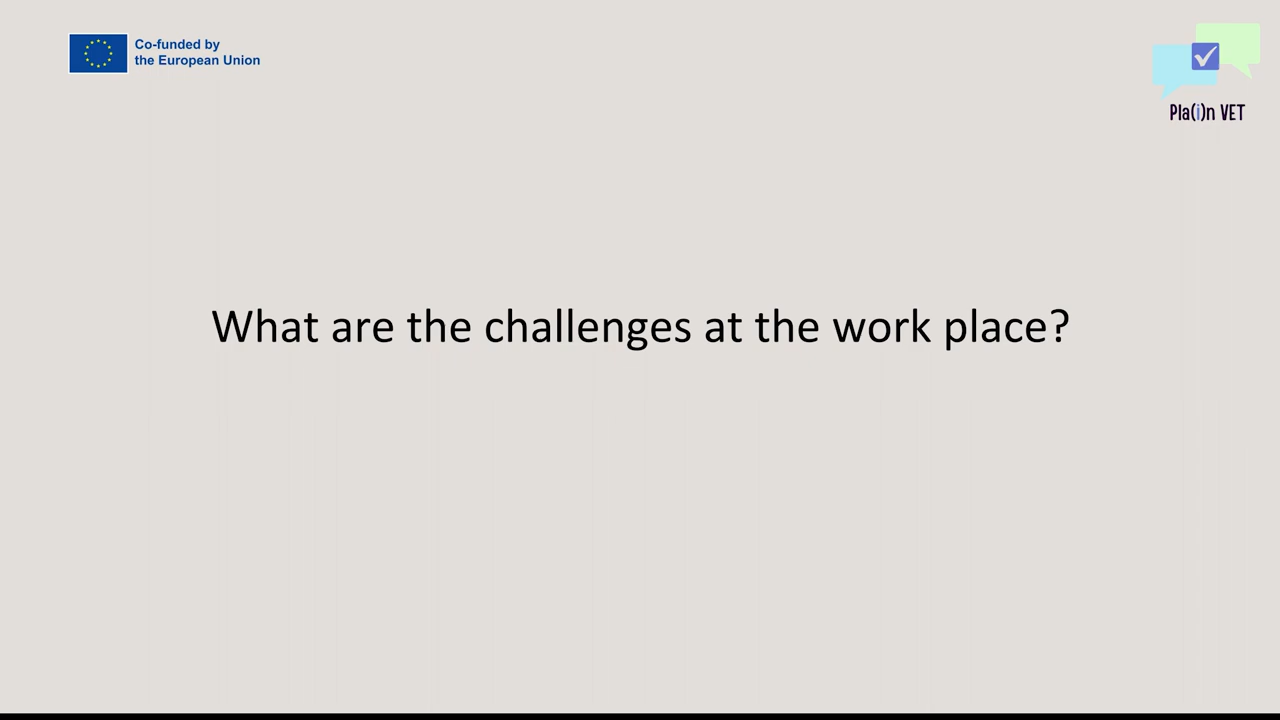 Co-funded by
the European Union
Pla(i)n VET
What are the challenges at the work place?